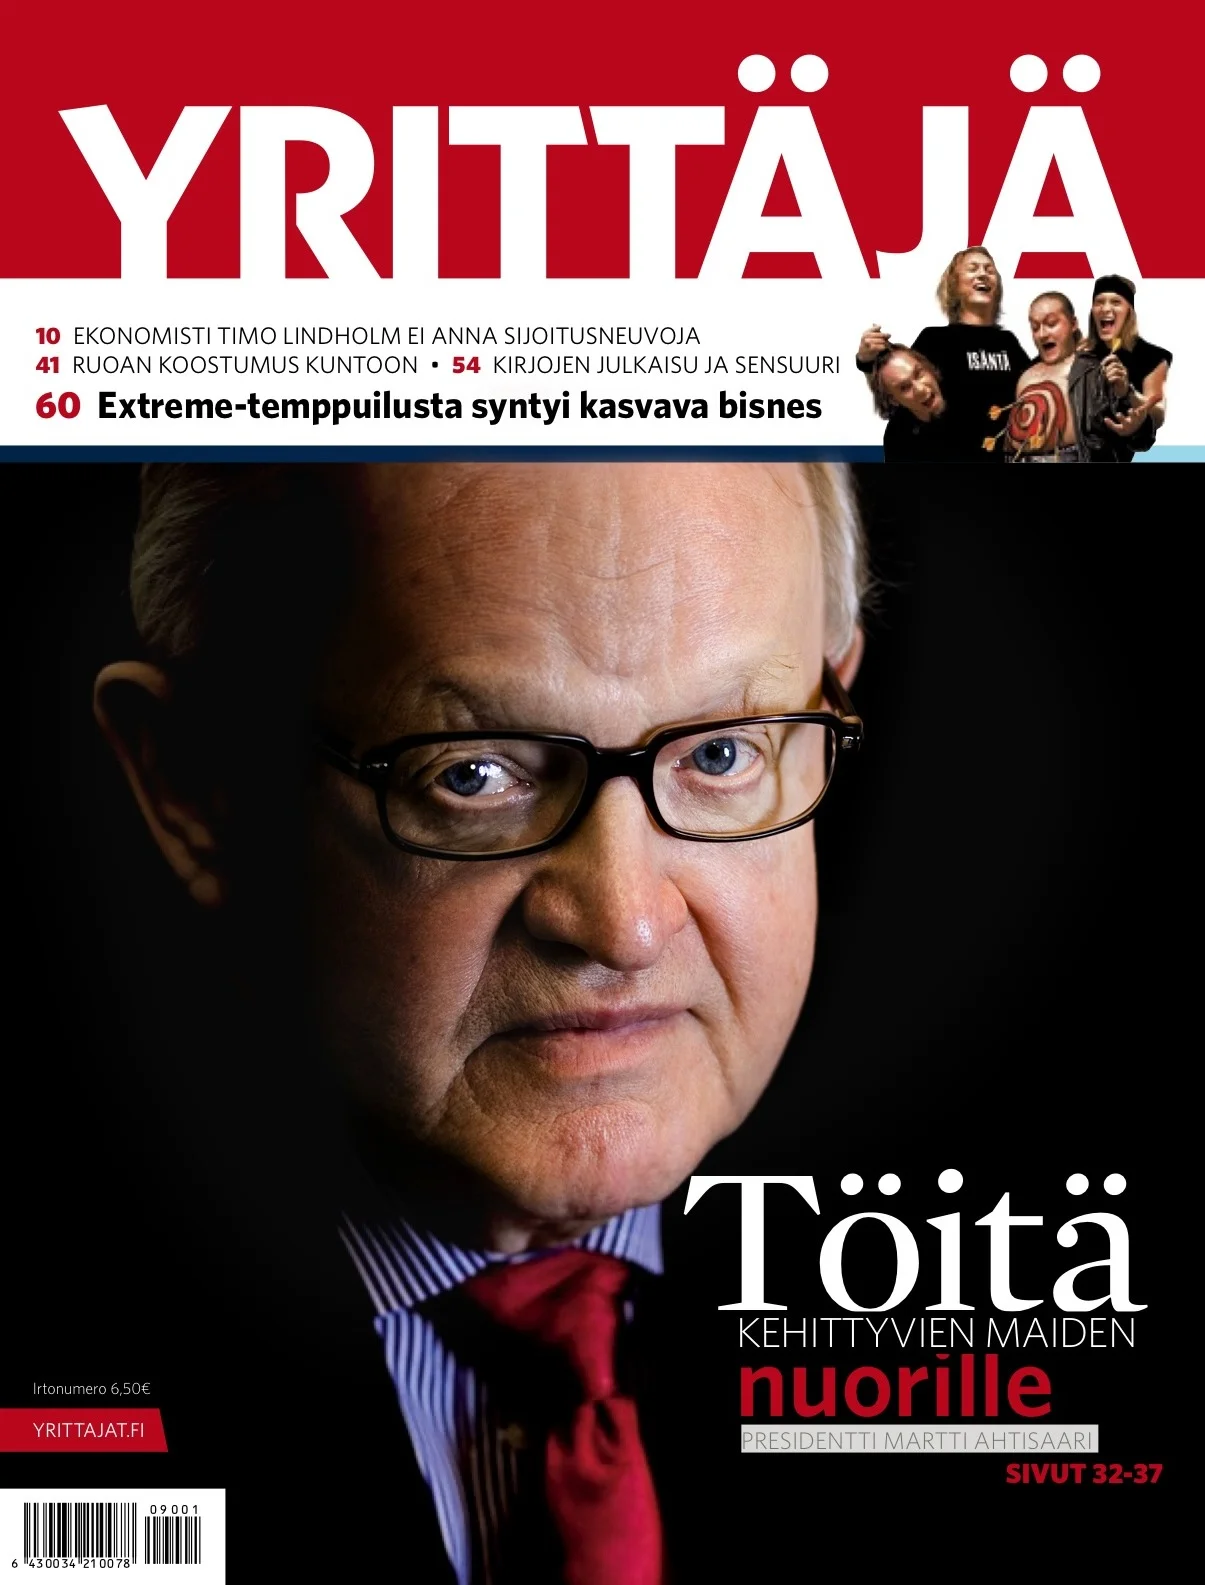 YRITTÄJÄ
10 EKONOMISTI TIMO LINDHOLM EI ANNA SIJOITUSNEUVOJA
41 RUOAN KOOSTUMUS KUNTOON • 54 KIRJOJEN JULKAISU JA SENSUURI
60 Extreme-temppuilusta syntyi kasvava bisnes
ISÄNTÄ
Töitä
KEHITTYVIEN MAIDEN
nuorille
PRESIDENTTI MARTTI AHTISAARI
SIVUT 32-37
Irtonumero 6,50€
YRITTAJAT.FI
09001
6 430034 210078